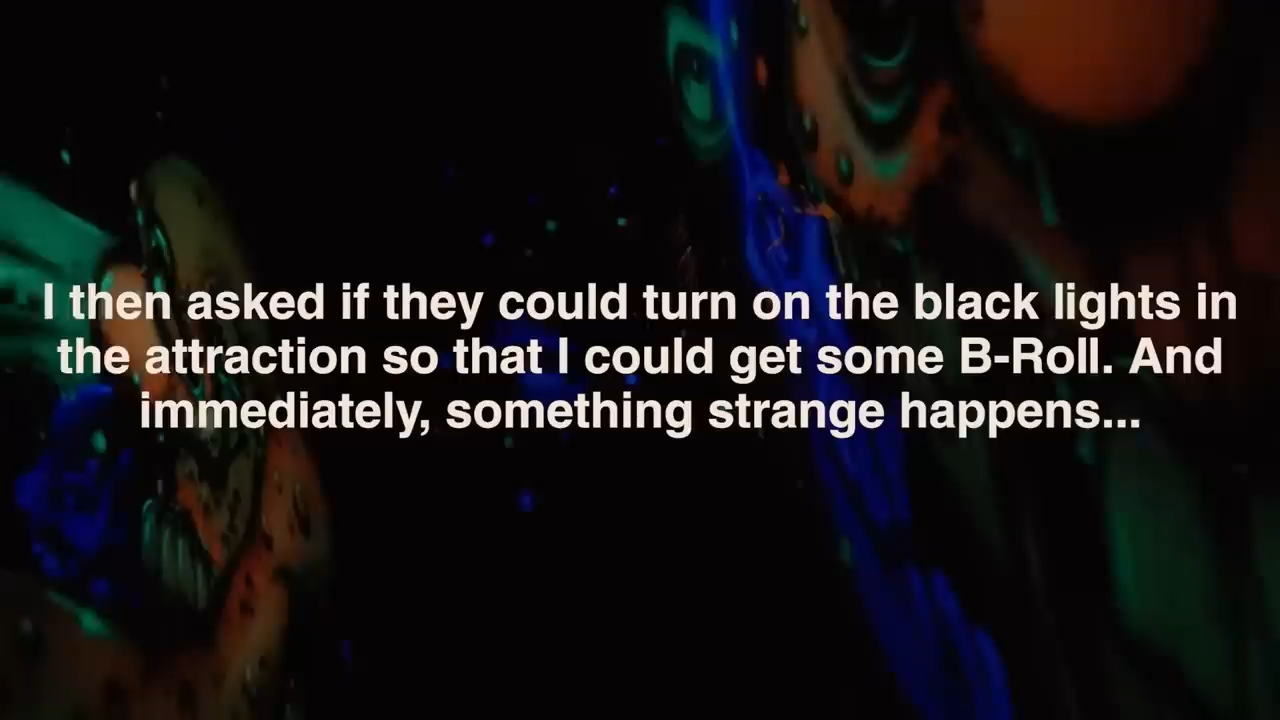 I then asked if they could turn on the black lights in
the attraction so that I could get some B-Roll. And
immediately, something strange happens...